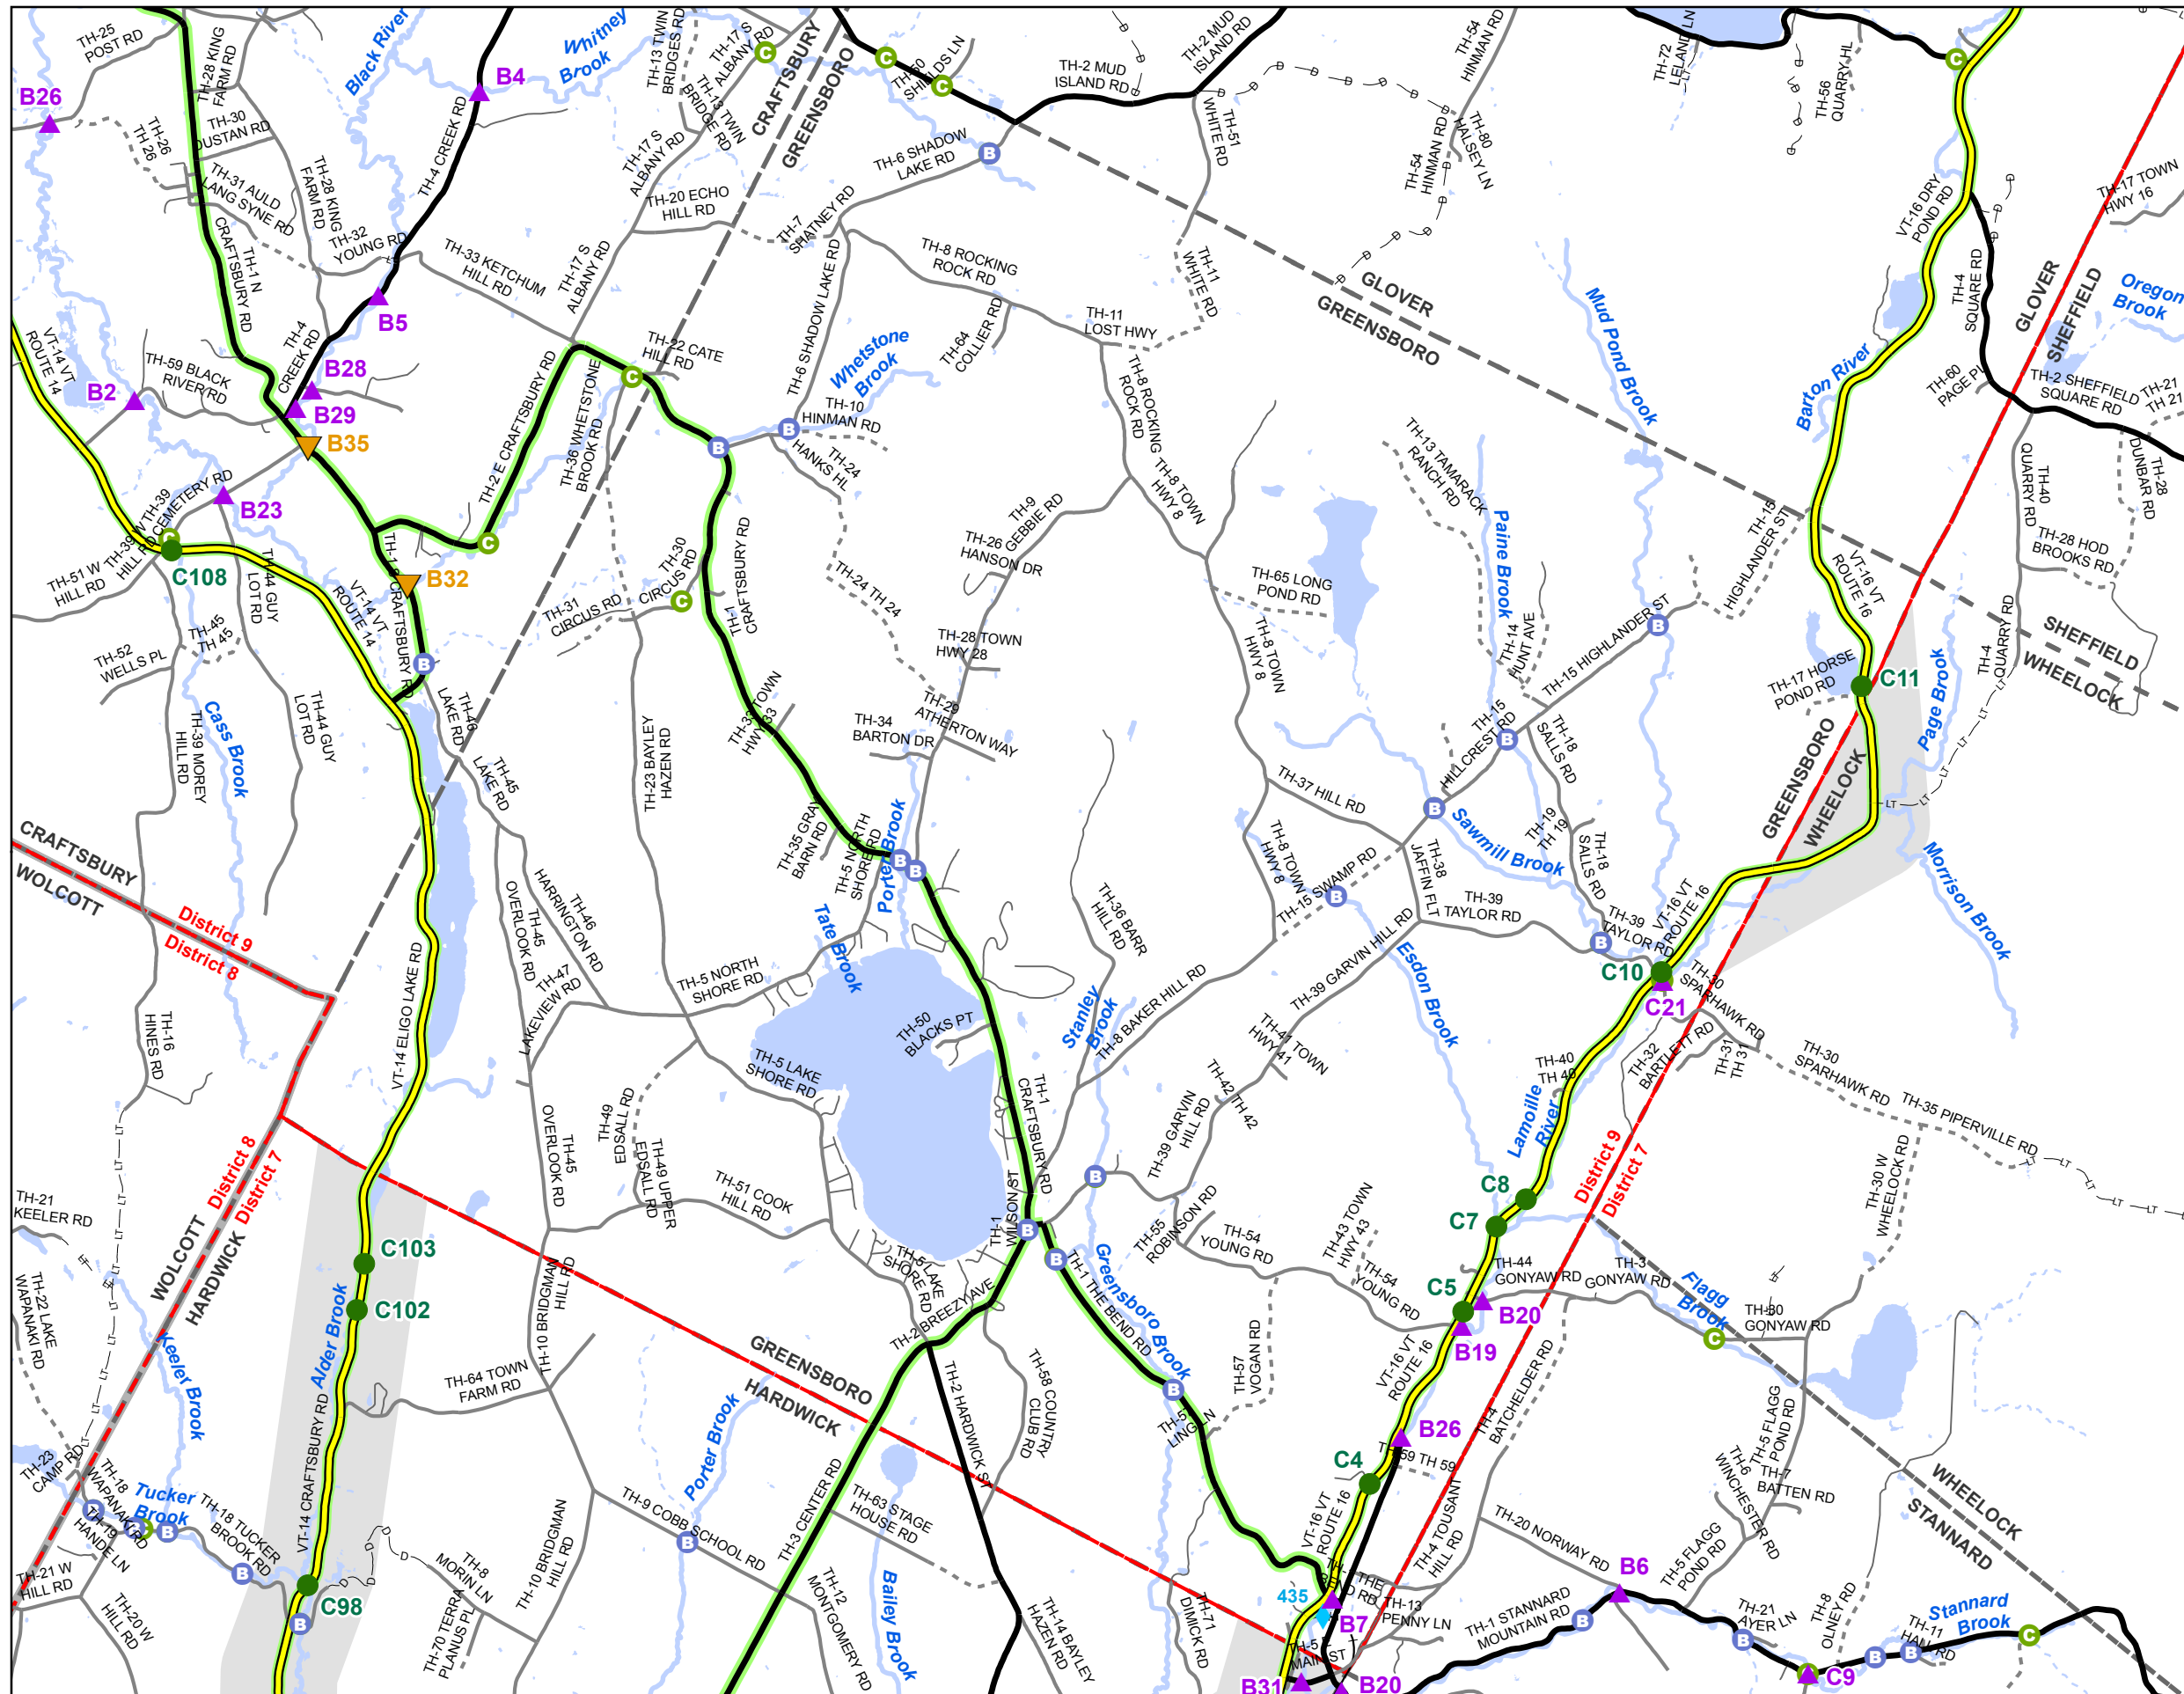 TH-25
POST RD
TH-28 KING
FARM RD
Black River
Whitney
Brook
B4
B26
TH-13 TWIN
BRIDGES RD
TH-17 S
ALBANY RD
CRAFTSBURY
GREENSBORO
TH-50
SHIELDS LN
TH-2 MUD
ISLAND RD
TH-2 MUD
ISLAND RD
TH-54
HINMAN RD
TH-72
LELAND LN
TH-56
QUARRY HL
TH-26
TH 26
TH-30
DUSTAN RD
TH-31 AULD
LANG SYNE RD
TH-28 KING
FARM RD
TH-32
YOUNG RD
TH-4 CREEK RD
TH-13 TWIN
BRIDGE RD
TH-17 S
ALBANY RD
TH-20 ECHO
HILL RD
TH-6 SHADOW
LAKE RD
TH-7
SHATNEY RD
TH-51
WHITE RD
TH-54
HINMAN RD
TH-80
HALSEY LN
VT-16 DRY
POND RD
TH-17 TOWN
HWY 16
TH-1 N
CRAFTSBURY RD
TH-33 KETCHUM
HILL RD
TH-17 S
ALBANY RD
TH-8 ROCKING
ROCK RD
TH-11
WHITE RD
GLOVER
GREENSBORO
Mud Pond Brook
TH-4
SQUARE RD
GLOVER
SHEFFIELD
Oregon
Brook
VT-14 VT
ROUTE 14
B5
TH-4
CREEK RD
TH-59 BLACK
RIVER RD
B28
B29
B2
B35
TH-22 CATE
HILL RD
TH-6 SHADOW LAKE RD
Whetstone
Brook
TH-64
COLLIER RD
TH-11
LOST HWY
TH-8 ROCKING
ROCK RD
Barton River
TH-60
PAGE PL
TH-2 SHEFFIELD
SQUARE RD
TH-21
TH 21
TH-2 E CRAFTSBURY RD
TH-36 WHETSTONE
BROOK RD
TH-10
HINMAN RD
TH-24
HANKS HL
TH-13 TAMARACK
RANCH RD
TH-40
QUARRY RD
TH-28
DUNBAR RD
B23
TH-39 W
CEMETERY RD
TH-51 W
HILL RD
C108
TH-44 GUY
LOT RD
VT-14 VT
ROUTE 14
B32
TH-30
CIRCUS RD
TH-31
CIRCUS RD
TH-1
CRAFTSBURY RD
TH-24 TH 24
TH-9
GEBBIE RD
TH-26
HANSON DR
TH-8 TOWN
HWY 8
TH-65 LONG
POND RD
Paine Brook
TH-15
HIGHLANDER ST
VT-16 VT
ROUTE 16
TH-28 HOD
BROOKS RD
TH-45
TH 45
TH-52
WELLS PL
TH-28 TOWN
HWY 28
TH-8 TOWN
HWY 8
TH-14
HUNT AVE
TH-15 HIGHLANDER ST
TH-17 HORSE
POND RD
C11
TH-4
QUARRY RD
SHEFFIELD
WHEELOCK
Page Brook
Cass Brook
TH-39 MOREY
HILL RD
TH-44 GUY
LOT RD
TH-46
LAKE RD
TH-45
LAKE RD
TH-23 BAYLEY
HAZEN RD
TH-33 TOWN
HWY 33
TH-34
BARTON DR
TH-29
ATHERTON WAY
TH-15
HILLCREST RD
TH-18
SALLS RD
TH-37 HILL RD
GREENSBORO
WHEELOCK
CRAFTSBURY
WOLCOTT
District 9
District 8
TH-35 GRAY
BARN RD
TH-5 NORTH
SHORE RD
Porter Brook
Tate Brook
TH-8 TOWN
HWY 8
TH-15 SWAMP RD
TH-38
JAFFIN FLT
Sawmill Brook
TH-19
TH 19
TH-18
SALLS RD
TH-39
TAYLOR RD
TH-39
TAYLOR RD
VT-16 VT
ROUTE 16
Morrison Brook
TH-45
OVERLOOK RD
TH-46
HARRINGTON RD
TH-47
LAKEVIEW RD
TH-5 NORTH
SHORE RD
TH-36 BARR
HILL RD
TH-39 GARVIN HILL RD
Esdon Brook
C10
C21
TH-30
SPARHAWK RD
TH-16
HINES RD
VT-14 ELIGO LAKE RD
TH-50
BLACKS PT
Stanley
Brook
TH-8 BAKER HILL RD
TH-41 TOWN
HWY 41
TH-5 LAKE
SHORE RD
TH-40
TH 40
TH-32
BARTLETT RD
TH-31
TH 31
TH-30
SPARHAWK RD
TH-35 PIPERVILLE RD
TH-1
CRAFTSBURY RD
TH-42 TH 42
TH-39 GARVIN
HILL RD
Lamoille
River
District 8
District 7
TH-45
OVERLOOK RD
TH-49
EDSALL RD
TH-49 UPPER
EDSALL RD
TH-51 COOK
HILL RD
District 9
District 7
TH-30 W
WHEELOCK RD
TH-21
KEELER RD
WOLCOTT
HARDWICK
C103
C102
C8
C7
TH-1
WILSON ST
TH-55
ROBINSON RD
TH-54
YOUNG RD
TH-43 TOWN
HWY 43
TH-54
YOUNG RD
TH-44
GONYAW RD
TH-3
GONYAW RD
C5
B20
B19
Flagg
Brook
TH-30
GONYAW RD
TH-22 LAKE
WAPANAKI RD
Keeler Brook
Alder Brook
TH-10 BRIDGMAN
HILL RD
TH-5 LAKE
SHORE RD
TH-2 BREEZY AVE
TH-1 THE BEND RD
Greensboro Brook
TH-57
VOGAN RD
VT-16 VT
ROUTE 16
TH-64 TOWN
FARM RD
GREENSBORO
HARDWICK
TH-2 HARDWICK ST
TH-58 COUNTRY
CLUB RD
TH-5
LING LN
B26
C4
TH-59 TH 59
TH-4
BATCHELDER RD
TH-5 FLAGG
POND RD
TH-6
WINCHESTER RD
TH-7
BATTEN RD
WHEELOCK
STANNARD
TH-23
CAMP RD
TH-18
WAPANAKI RD
Tucker
Brook
TH-18 TUCKER
BROOK RD
TH-19
HANDE LN
VT-14 CRAFTSBURY RD
Porter Brook
TH-9 COBB SCHOOL RD
TH-3 CENTER RD
TH-63 STAGE
HOUSE RD
VT-16 VT
ROUTE 16
TH-4 TOUSANT
HILL RD
TH-20 NORWAY RD
TH-5 FLAGG
POND RD
B6
TH-21 W
HILL RD
TH-20 W
HILL RD
C98
TH-8
MORIN LN
TH-70 TERRA
PLANUS PL
TH-10 BRIDGMAN
HILL RD
TH-12
MONTGOMERY RD
Bailey Brook
TH-14 BAYLEY
HAZEN RD
TH-71
DIMICK RD
435
B7
TH-13
PENNY LN
TH-5
MAIN ST
B31
B20
TH-1 STANNARD
MOUNTAIN RD
TH-21
AYER LN
TH-8
OLNEY RD
TH-11
HALL RD
Stannard
Brook
C9